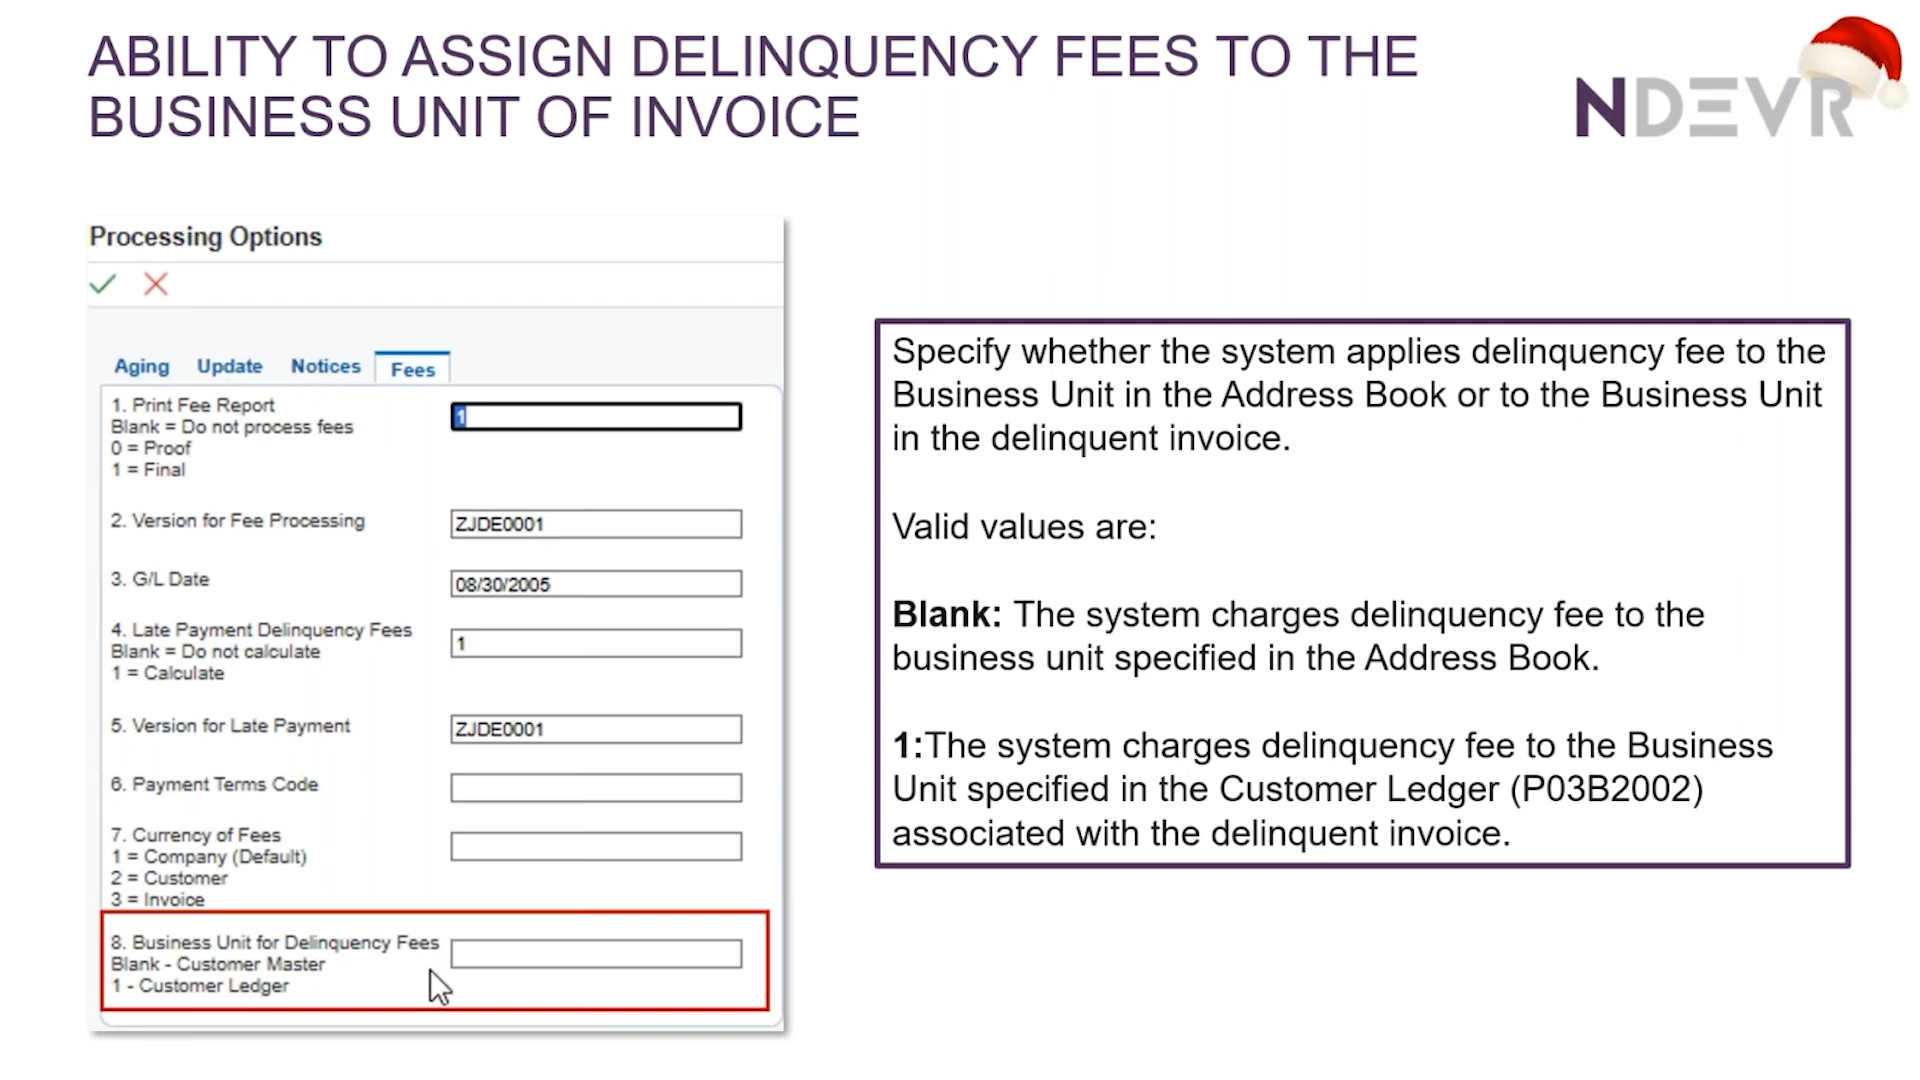 ABILITY TO ASSIGN DELINQUENCY FEES TO THE
BUSINESS UNIT OF INVOICE
NDEVR
Processing Options
Aging Update Notices Fees
1. Print Fee Report
Blank = Do not process fees
0 = Proof
1 = Final
1
2. Version for Fee Processing
ZJDE0001
3. G/L Date
08/30/2005
4. Late Payment Delinquency Fees
Blank = Do not calculate
1 = Calculate
1
5. Version for Late Payment
ZJDE0001
6. Payment Terms Code
7. Currency of Fees
1 = Company (Default)
2 = Customer
3 = Invoice
8. Business Unit for Delinquency Fees
Blank - Customer Master
1 - Customer Ledger
Specify whether the system applies delinquency fee to the
Business Unit in the Address Book or to the Business Unit
in the delinquent invoice.
Valid values are:
Blank: The system charges delinquency fee to the
business unit specified in the Address Book.
1:The system charges delinquency fee to the Business
Unit specified in the Customer Ledger (P03B2002)
associated with the delinquent invoice.